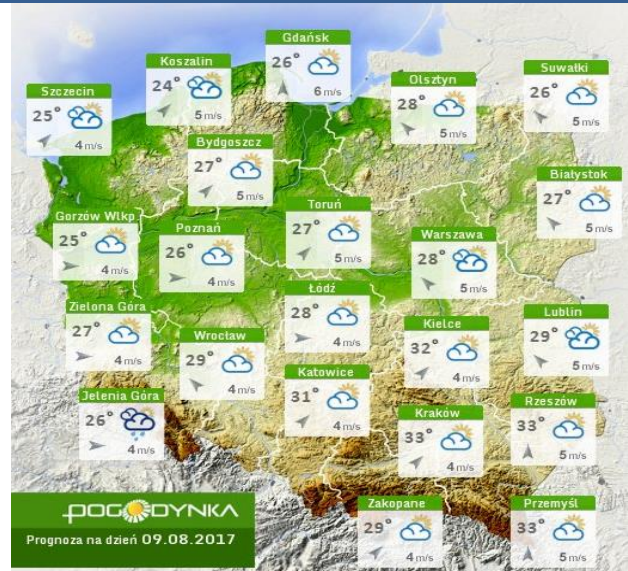 Gdańsk
26°
6 m/s
Koszalin
24°
5 m/s
Suwałki
26°
5 m/s
Olsztyn
28°
5 m/s
Szczecin
25°
4 m/s
Bydgoszcz
27°
5 m/s
Białystok
27°
5 m/s
Toruń
27°
5 m/s
Gorzów Wlkp
25°
4 m/s
Poznań
26°
4 m/s
Warszawa
28°
5 m/s
Łódź
28°
4 m/s
Zielona Góra
27°
4 m/s
Lublin
29°
5 m/s
Kielce
32°
4 m/s
Wrocław
29°
4 m/s
Katowice
31°
4 m/s
Jelenia Góra
26°
4 m/s
Rzeszów
33°
5 m/s
Kraków
33°
4 m/s
Zakopane
29°
4 m/s
Przemyśl
33°
5 m/s
POGODYNKA
Prognoza na dzień 09.08.2017